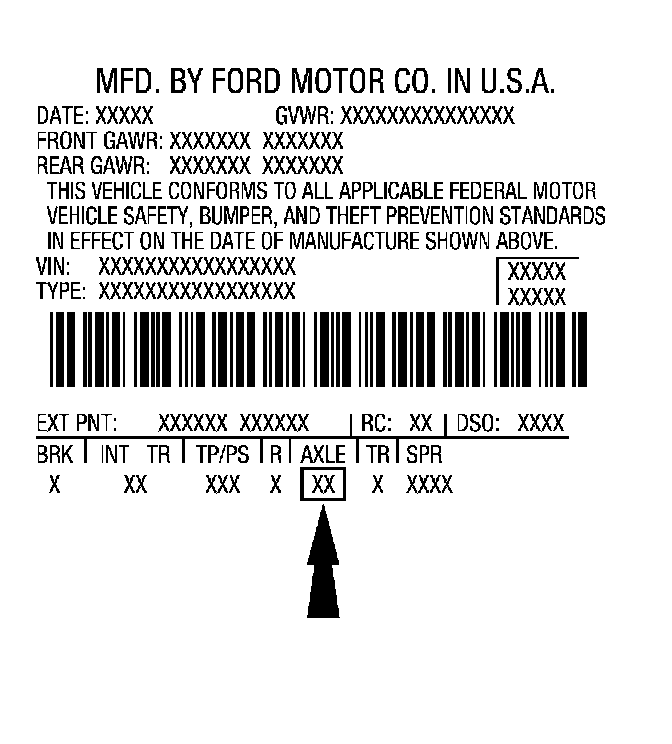 MFD. BY FORD MOTOR CO. IN U.S.A.
DATE: XXXXX GVWR: XXXXXXXXXXXXXXX
FRONT GAWR: XXXXXXX XXXXXXX
REAR GAWR: XXXXXXX XXXXXXX
THIS VEHICLE CONFORMS TO ALL APPLICABLE FEDERAL MOTOR
VEHICLE SAFETY, BUMPER, AND THEFT PREVENTION STANDARDS
IN EFFECT ON THE DATE OF MANUFACTURE SHOWN ABOVE.
VIN: XXXXXXXXXXXXXXXXX
TYPE: XXXXXXXXXXXXXXXXX
XXXXX
XXXXX
EXT PNT: XXXXXX XXXXXX RC: XX DSO: XXXX
BRK INT TR TP/PS R AXLE TR SPR
X XX XXX X XX X XXXX